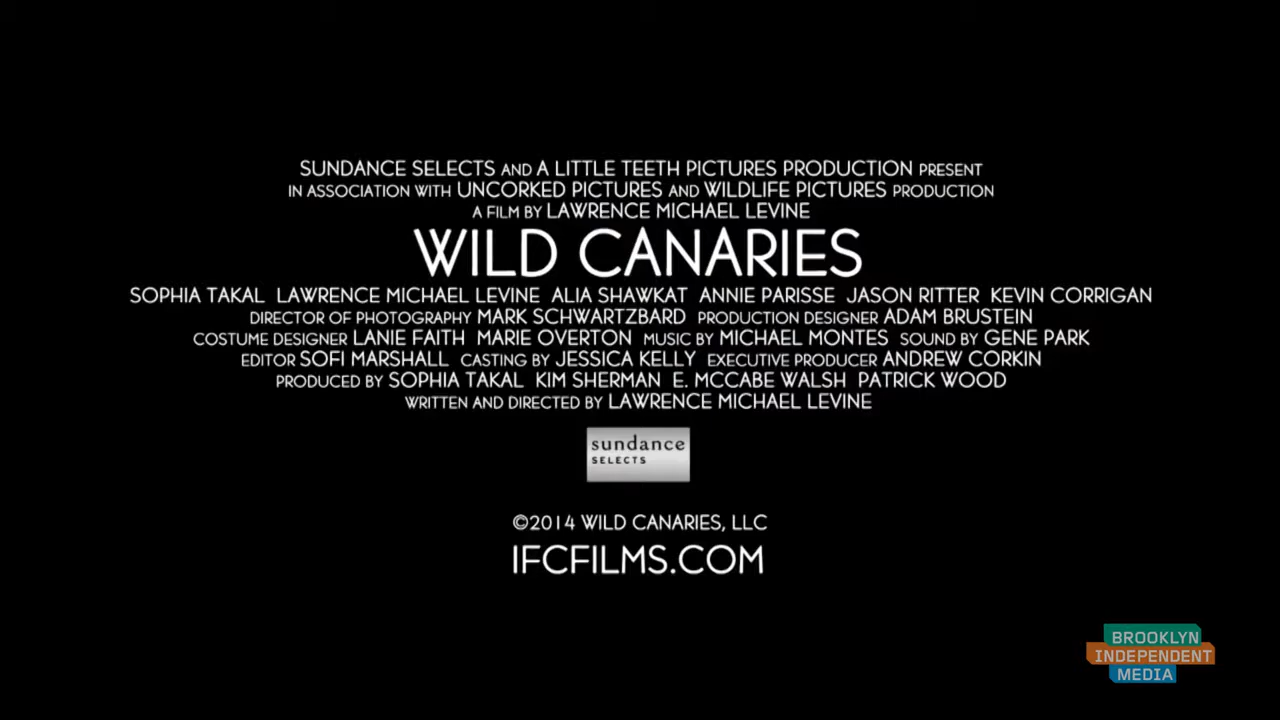 SUNDANCE SELECTS AND A LITTLE TEETH PICTURES PRODUCTION PRESENT
IN ASSOCIATION WITH UNCORKED PICTURES AND WILDLIFE PICTURES PRODUCTION
A FILM BY LAWRENCE MICHAEL LEVINE
WILD CANARIES
SOPHIA TAKAL LAWRENCE MICHAEL LEVINE ALIA SHAWKAT ANNIE PARISSE JASON RITTER KEVIN CORRIGAN
DIRECTOR OF PHOTOGRAPHY MARK SCHWARTZBARD PRODUCTION DESIGNER ADAM BRUSTEIN
COSTUME DESIGNER LANIE FAITH MARIE OVERTON MUSIC BY MICHAEL MONTES SOUND BY GENE PARK
EDITOR SOFI MARSHALL CASTING BY JESSICA KELLY EXECUTIVE PRODUCER ANDREW CORKIN
PRODUCED BY SOPHIA TAKAL KIM SHERMAN E. MCCABE WALSH PATRICK WOOD
WRITTEN AND DIRECTED BY LAWRENCE MICHAEL LEVINE
sundance
SELECTS
©2014 WILD CANARIES, LLC
IFCFILMS.COM
BROOKLYN
INDEPENDENT
MEDIA